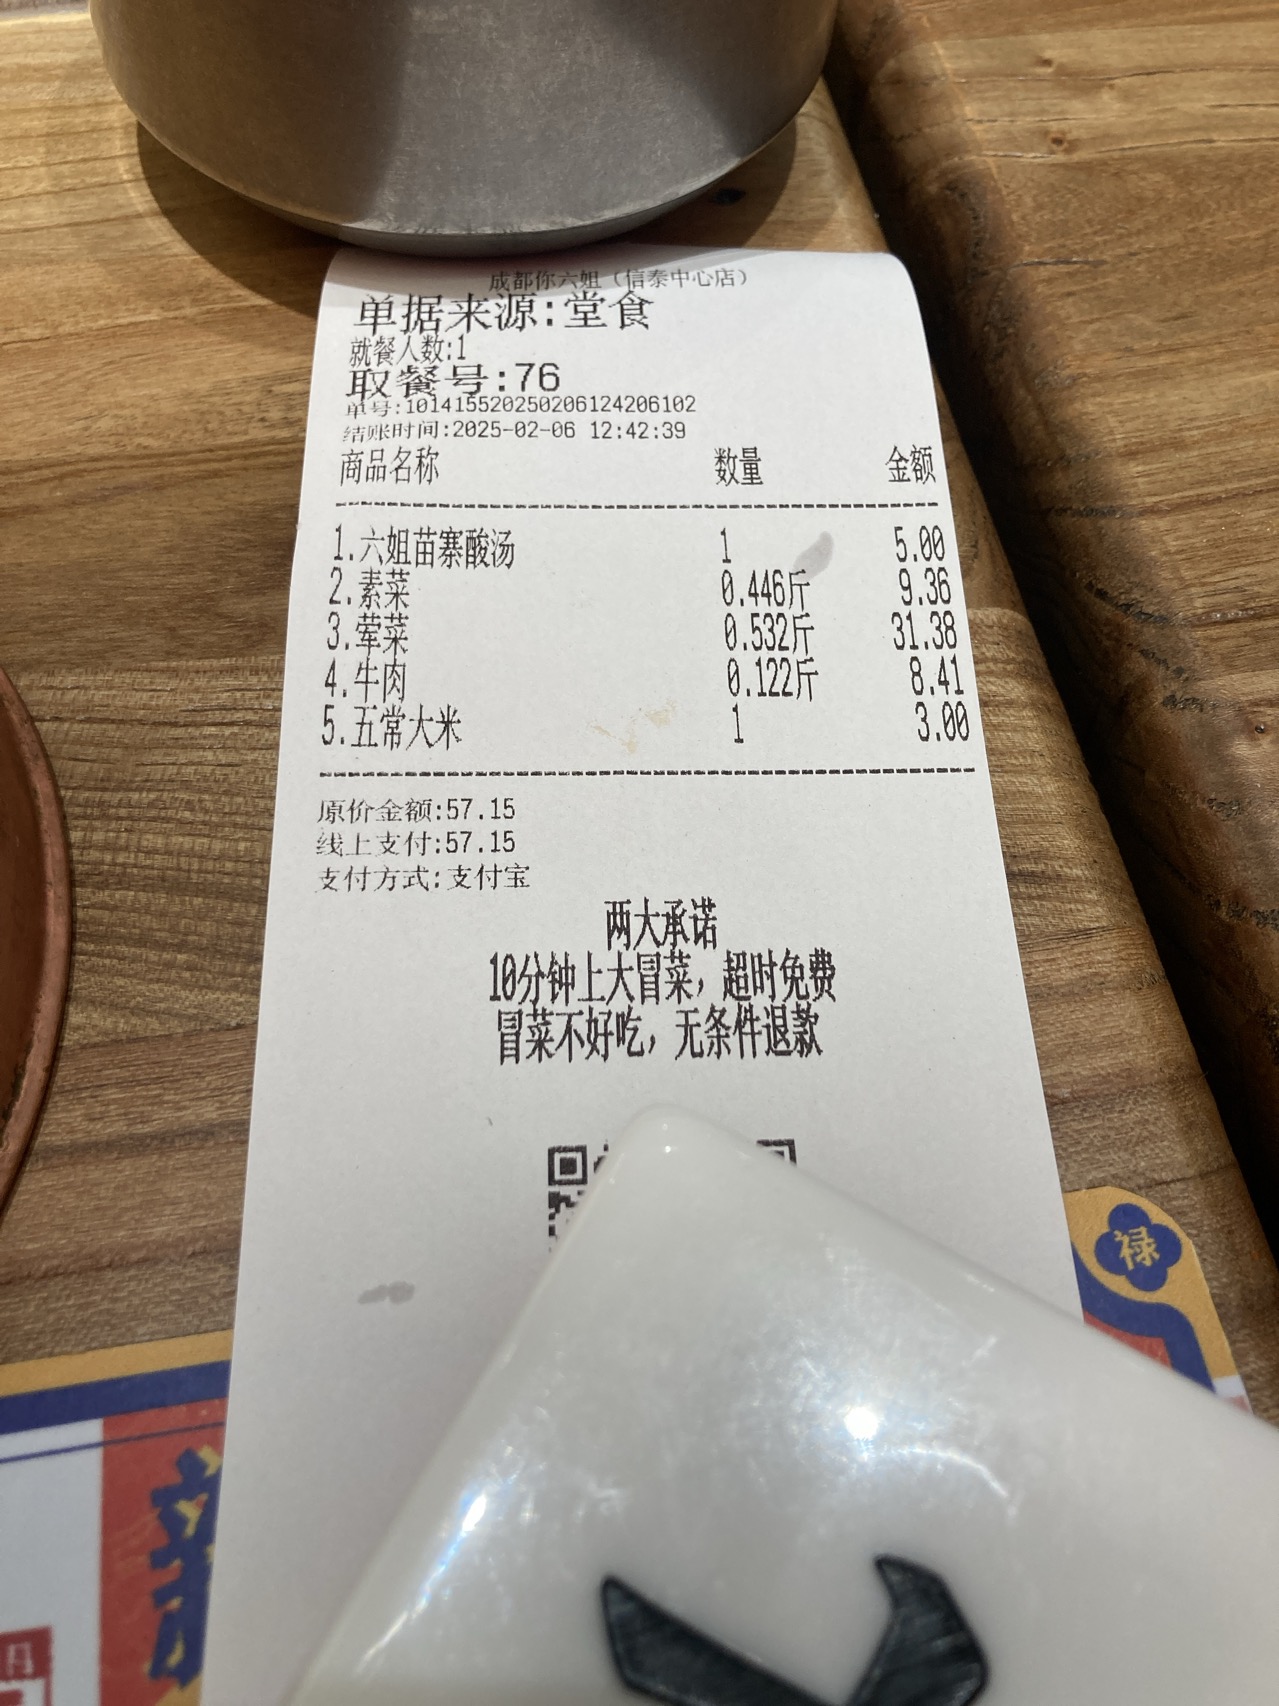 成都你六姐（信泰中心店）
单据来源:堂食
就餐人数:1
取餐号:76
单号:101415520250206124206102
结账时间:2025-02-06 12:42:39
商品名称 数量 金额
1.六姐苗寨酸汤 1 5.00
2.素菜 0.446斤 9.36
3.荤菜 0.532斤 31.38
4.牛肉 0.122斤 8.41
5.五常大米 1 3.00
原价金额:57.15
线上支付:57.15
支付方式:支付宝
两大承诺
10分钟上大冒菜，超时免费
冒菜不好吃，无条件退款
禄